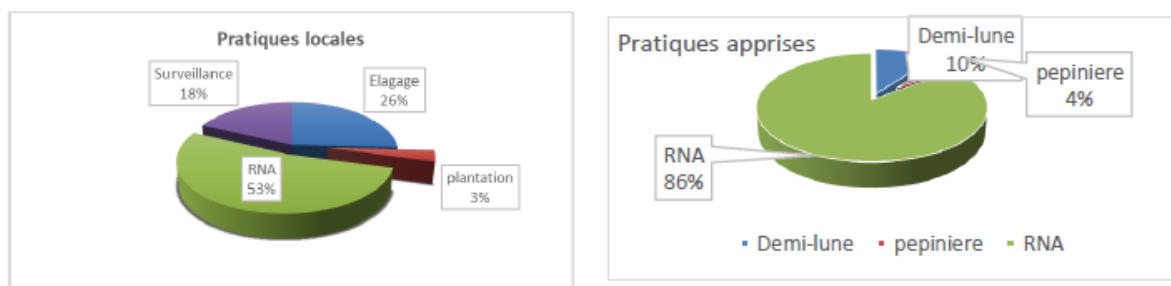 Pratiques locales
Surveillance
18%
Elagage
26%
RNA
53%
plantation
3%
Pratiques apprises
Demi-lune
10%
pepiniere
4%
RNA
86%
Demi-lune pepiniere RNA